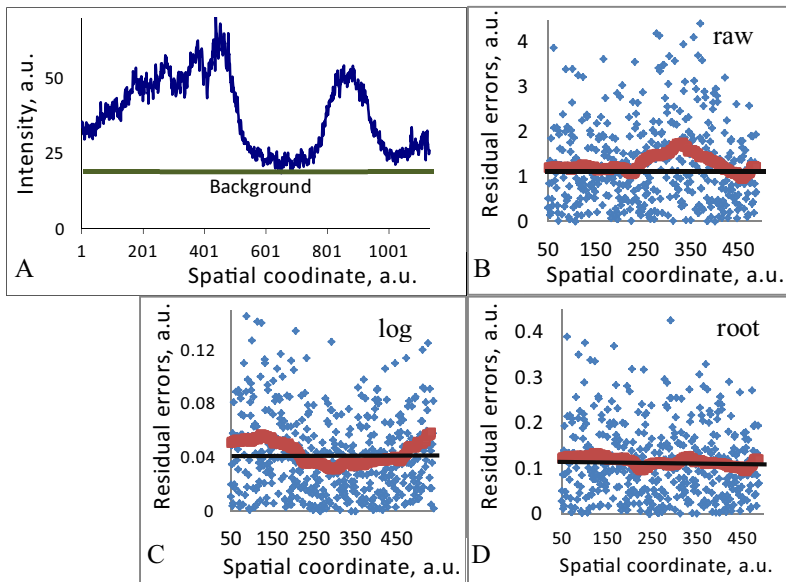 Intensity, a.u.
50
25
0
Background
1 201 401 601 801 1001
Spatial coodinate, a.u.
A
raw
Residual errors, a.u.
4
3
2
1
0
50 150 250 350 450
Spatial coordinate, a.u.
B
log
Residual errors, a.u.
0.12
0.08
0.04
0
50 150 250 350 450
Spatial coordinate, a.u.
C
root
Residual errors, a.u.
0.4
0.3
0.2
0.1
0
50 150 250 350 450
Spatial coordinate, a.u.
D